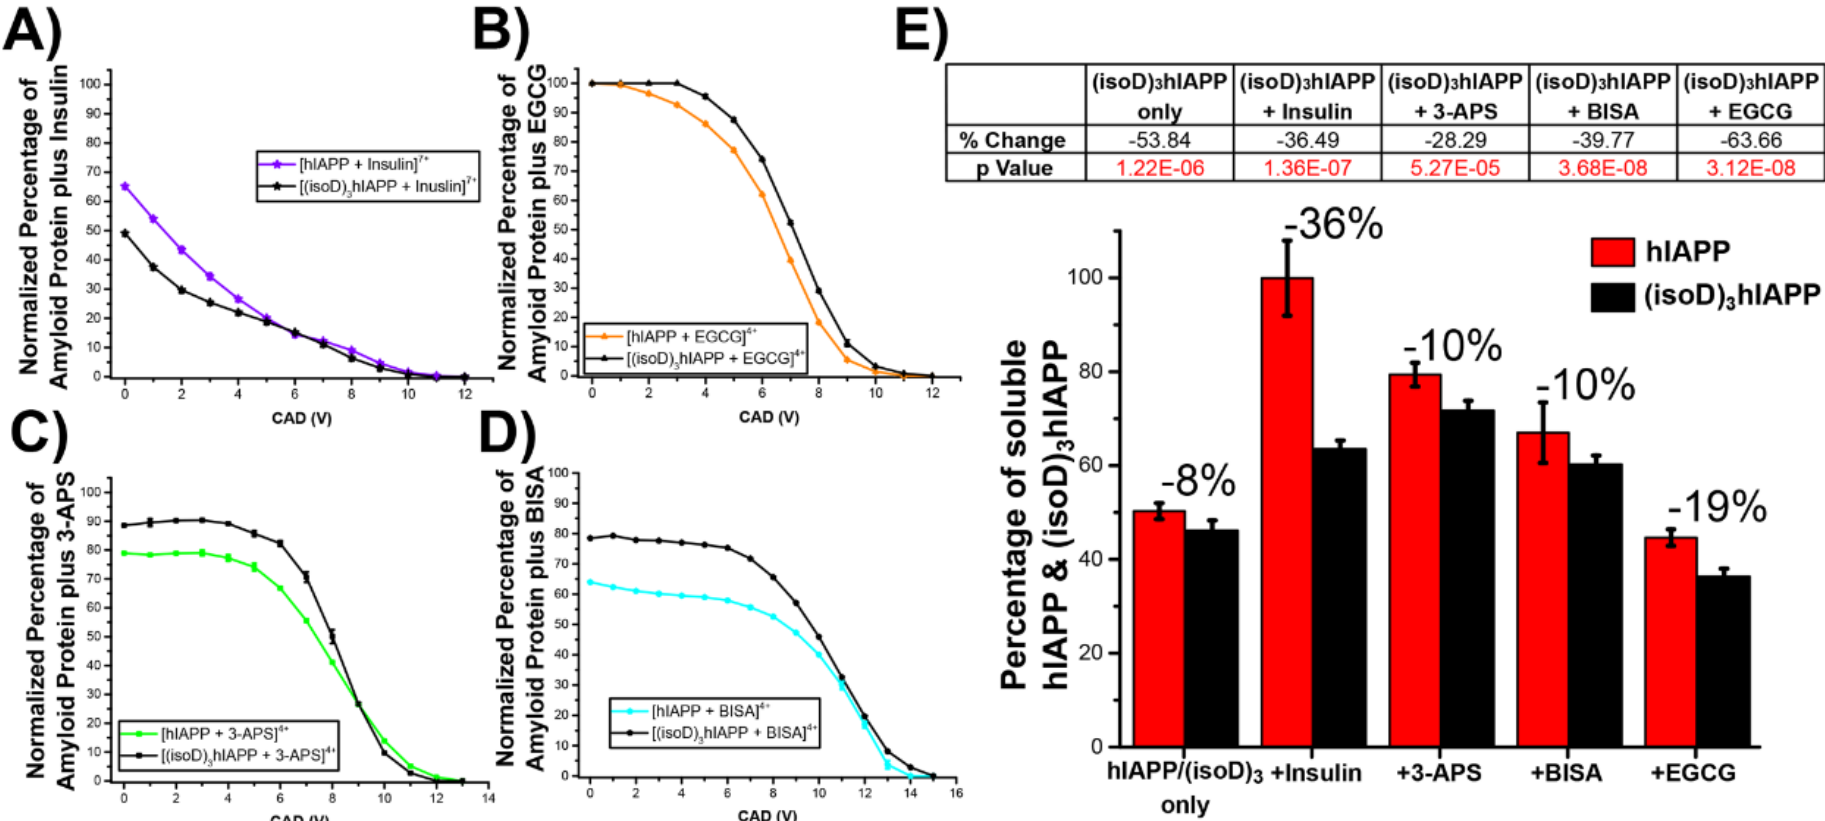 A)
Normalized Percentage of
Amyloid Protein plus Insulin
100
90
80
70
60
50
40
30
20
10
0
[hIAPP + Insulin]7+
[(isoD)3hIAPP + Inuslin]7+
0 2 4 6 8 10 12
CAD (V)
B)
Normalized Percentage of
Amyloid Protein plus EGCG
100
90
80
70
60
50
40
30
20
10
0
[hIAPP + EGCG]4+
[(isoD)3hIAPP + EGCG]4+
0 2 4 6 8 10 12
CAD (V)
C)
Normalized Percentage of
Amyloid Protein plus 3-APS
100
90
80
70
60
50
40
30
20
10
0
[hIAPP + 3-APS]4+
[(isoD)3hIAPP + 3-APS]4+
0 2 4 6 8 10 12 14
CAD (V)
D)
Normalized Percentage of
Amyloid Protein plus BISA
100
90
80
70
60
50
40
30
20
10
0
[hIAPP + BISA]4+
[(isoD)3hIAPP + BISA]4+
0 2 4 6 8 10 12 14 16
CAD (V)
E)
(isoD)3hIAPP (isoD)3hIAPP (isoD)3hIAPP (isoD)3hIAPP (isoD)3hIAPP
only + Insulin + 3-APS + BISA + EGCG
% Change -53.84 -36.49 -28.29 -39.77 -63.66
p Value 1.22E-06 1.36E-07 5.27E-05 3.68E-08 3.12E-08
Percentage of soluble
hIAPP & (isoD)3hIAPP
100
80
60
40
20
0
-8%
-36%
-10%
-10%
-19%
hIAPP
(isoD)3hIAPP
hIAPP/(isoD)3 +Insulin +3-APS +BISA +EGCG
only